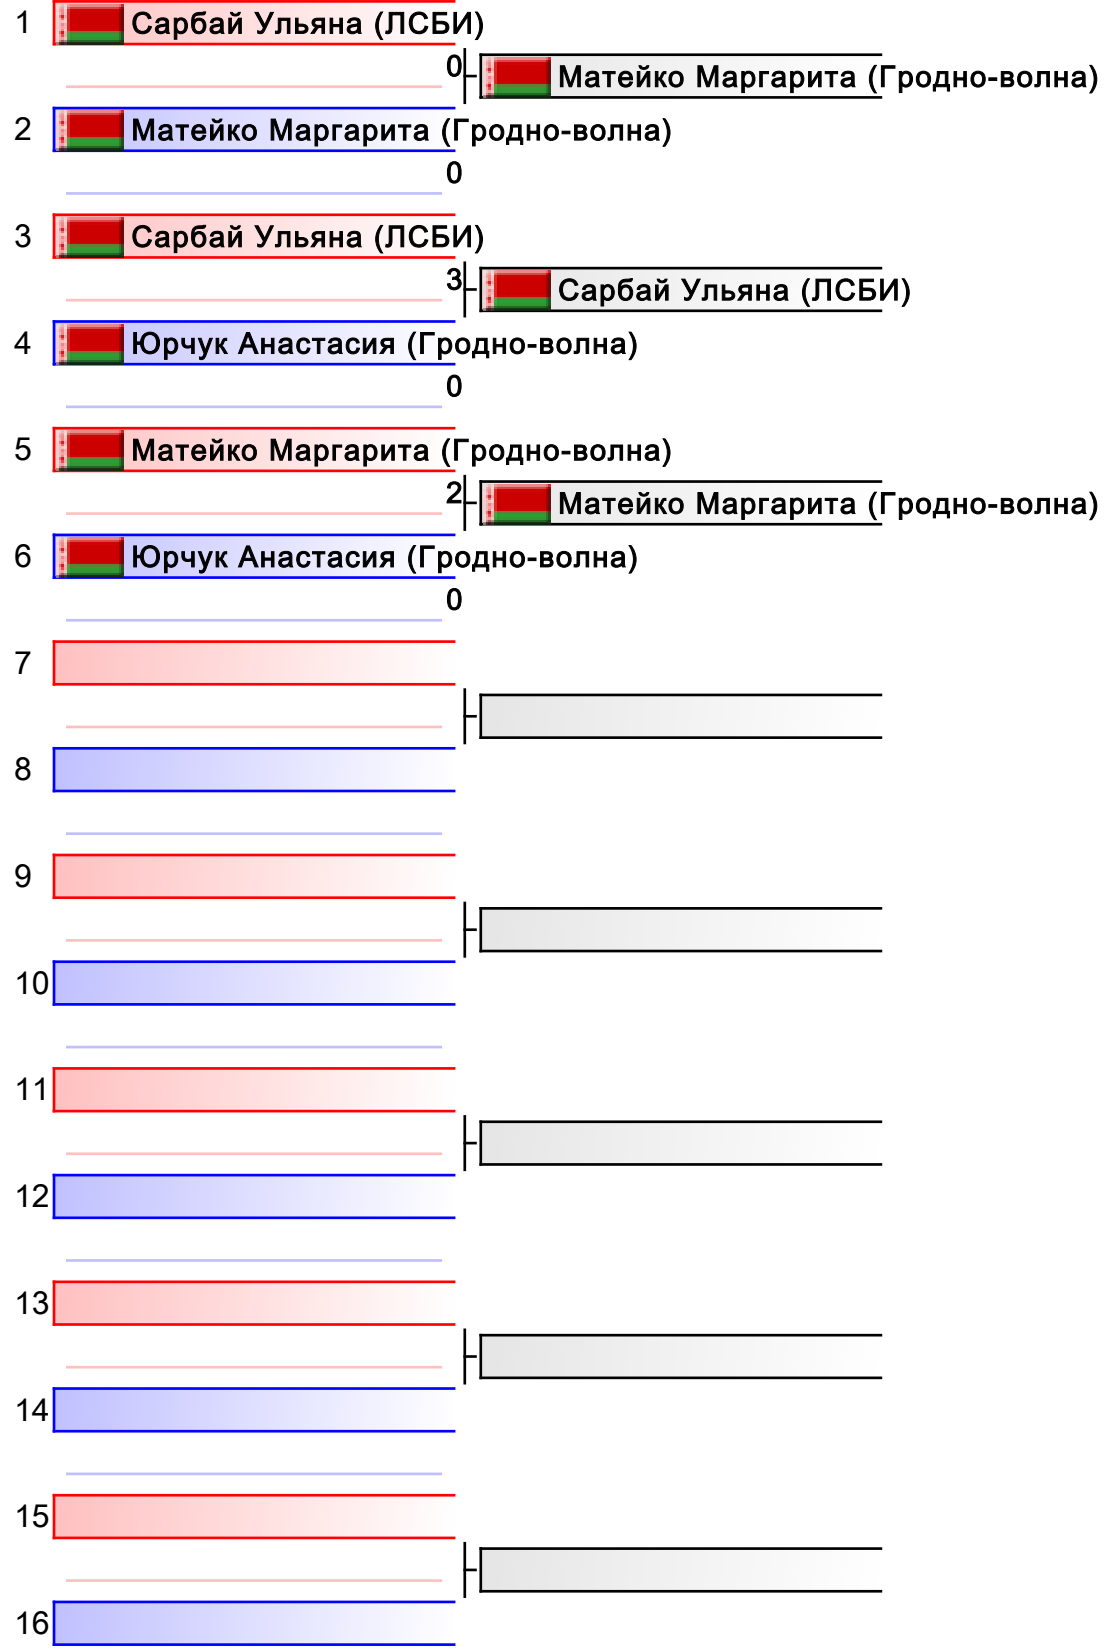 1 Сарбай Ульяна (ЛСБИ)
0 Матейко Маргарита (Гродно-волна)
2 Матейко Маргарита (Гродно-волна)
0
3 Сарбай Ульяна (ЛСБИ)
3 Сарбай Ульяна (ЛСБИ)
4 Юрчук Анастасия (Гродно-волна)
0
5 Матейко Маргарита (Гродно-волна)
2 Матейко Маргарита (Гродно-волна)
6 Юрчук Анастасия (Гродно-волна)
0
7
8
9
10
11
12
13
14
15
16